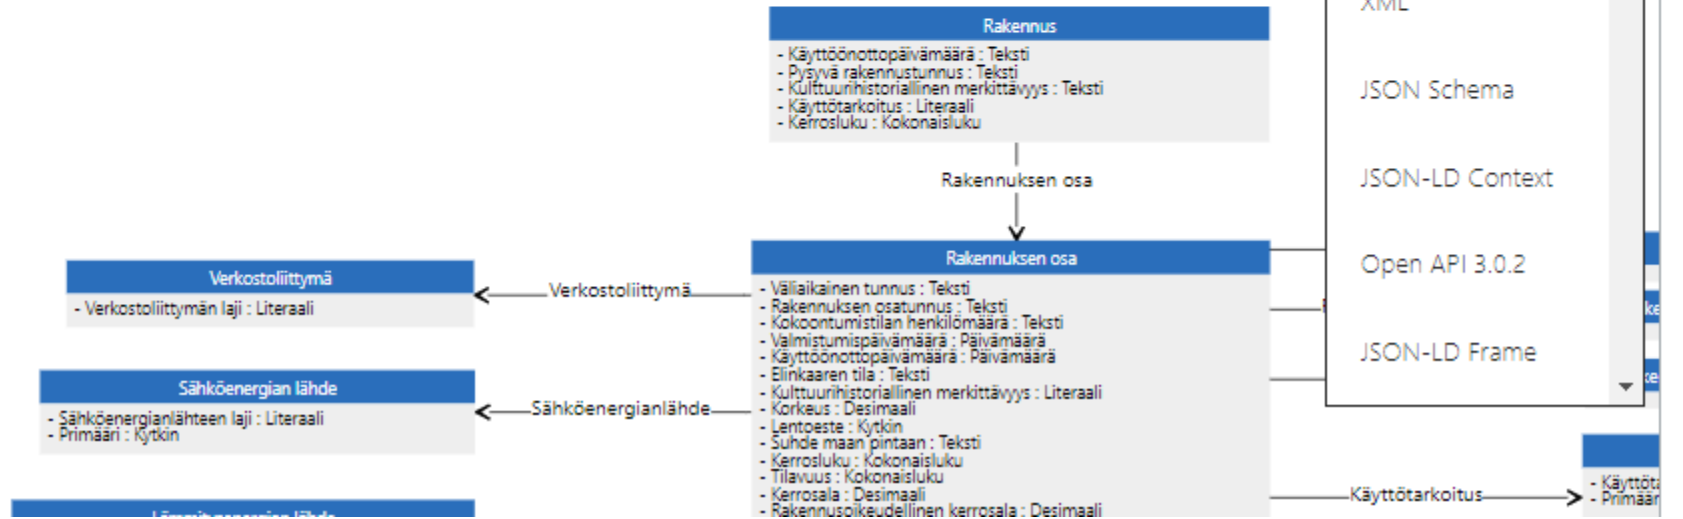 Rakennus
- Käyttöönottopäivämäärä : Teksti
- Pysyvä rakennustunnus : Teksti
- Kulttuurihistoriallinen merkittävyys : Teksti
- Käyttötarkoitus : Literaali
- Kerrosluku : Kokonaisluku
Rakennuksen osa
Rakennuksen osa
- Väliaikainen tunnus : Teksti
- Rakennuksen osatunnus : Teksti
- Kokoontumistilan henkilömäärä : Teksti
- Valmistumispäivämäärä : Päivämäärä
- Käyttöönottopäivämäärä : Päivämäärä
- Elinkaaren tila : Teksti
- Kulttuurihistoriallinen merkittävyys : Literaali
- Korkeus : Desimaali
- Lentoeste : Kytkin
- Suhde maan pintaan : Teksti
- Kerrosluku : Kokonaisluku
- Tilavuus : Kokonaisluku
- Kerrosala : Desimaali
- Rakennusoikeudellinen kerrosala : Desimaali
Verkostoliittymä
Verkostoliittymä
- Verkostoliittymän laji : Literaali
Sähköenergianlähde
Sähköenergian lähde
- Sähköenergianlähteen laji : Literaali
- Primääri : Kytkin
Lämmitysenergian lähde
XML
JSON Schema
JSON-LD Context
Open API 3.0.2
JSON-LD Frame
Käyttötarkoitus
- Käyttöta
- Primäär